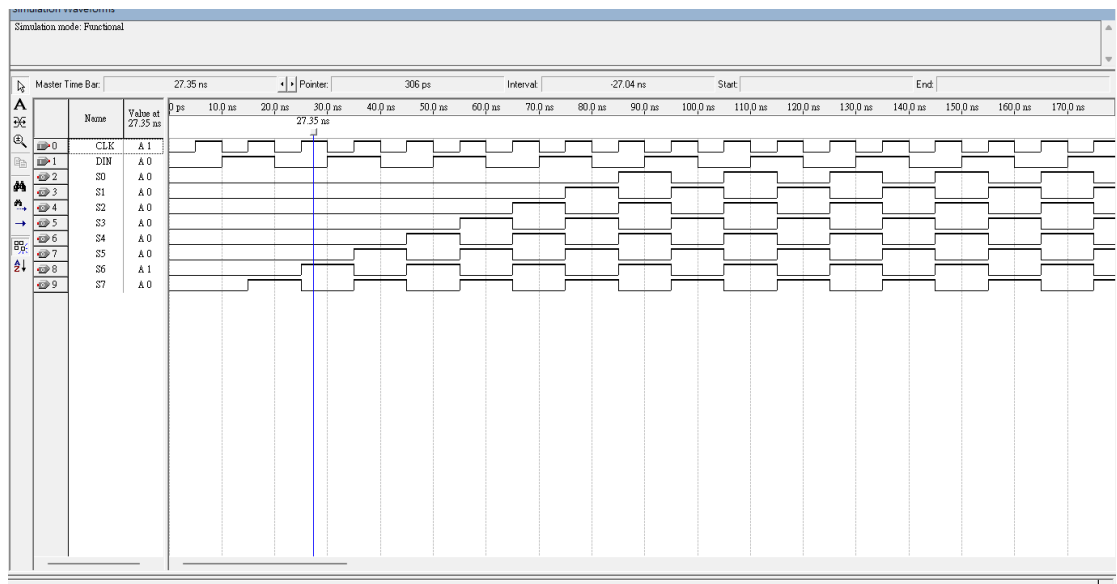 Simulation Waveforms
Simulation mode: Functional
Master Time Bar: 27.35 ns Pointer: 306 ps Interval: -27.04 ns Start: End:
Name Value at 27.35 ns 0 ps 10.0 ns 20.0 ns 30.0 ns 40.0 ns 50.0 ns 60.0 ns 70.0 ns 80.0 ns 90.0 ns 100.0 ns 110.0 ns 120.0 ns 130.0 ns 140.0 ns 150.0 ns 160.0 ns 170.0 ns
27.35 ns
0 CLK A 1
1 DIN A 0
2 S0 A 0
3 S1 A 0
4 S2 A 0
5 S3 A 0
6 S4 A 0
7 S5 A 0
8 S6 A 1
9 S7 A 0